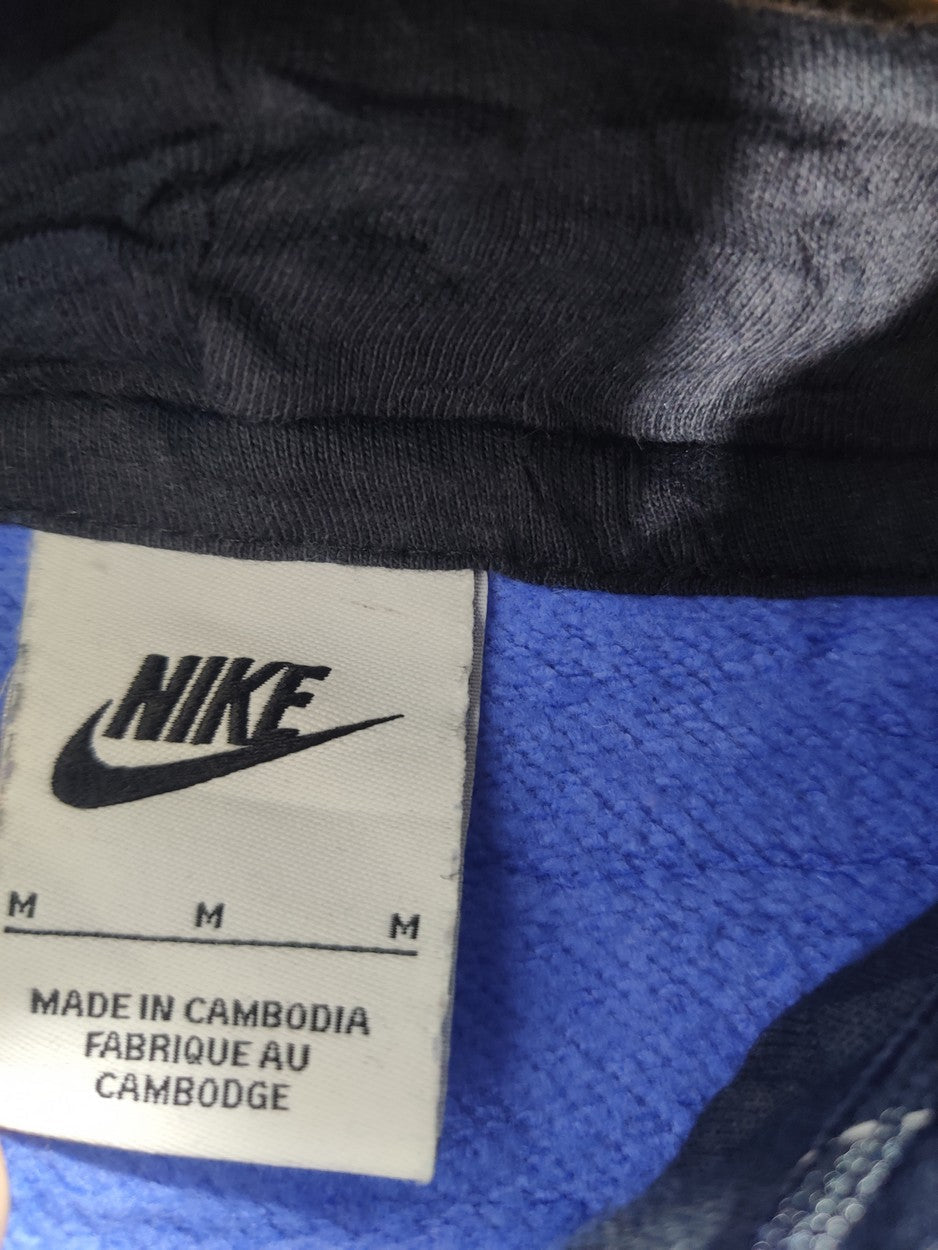 NIKE
M M M
MADE IN CAMBODIA
FABRIQUE AU
CAMBODGE